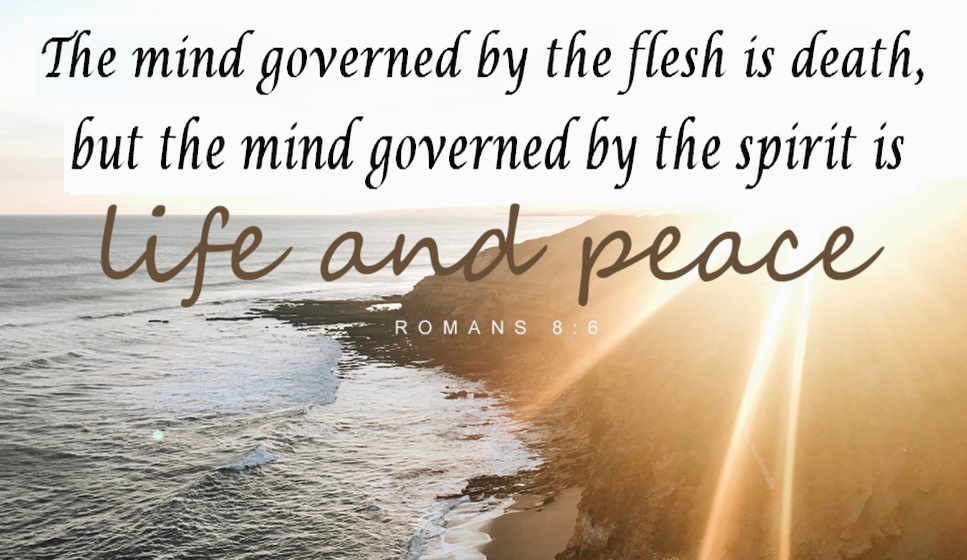 The mind governed by the flesh is death,
but the mind governed by the spirit is
life and peace
ROMANS 8:6